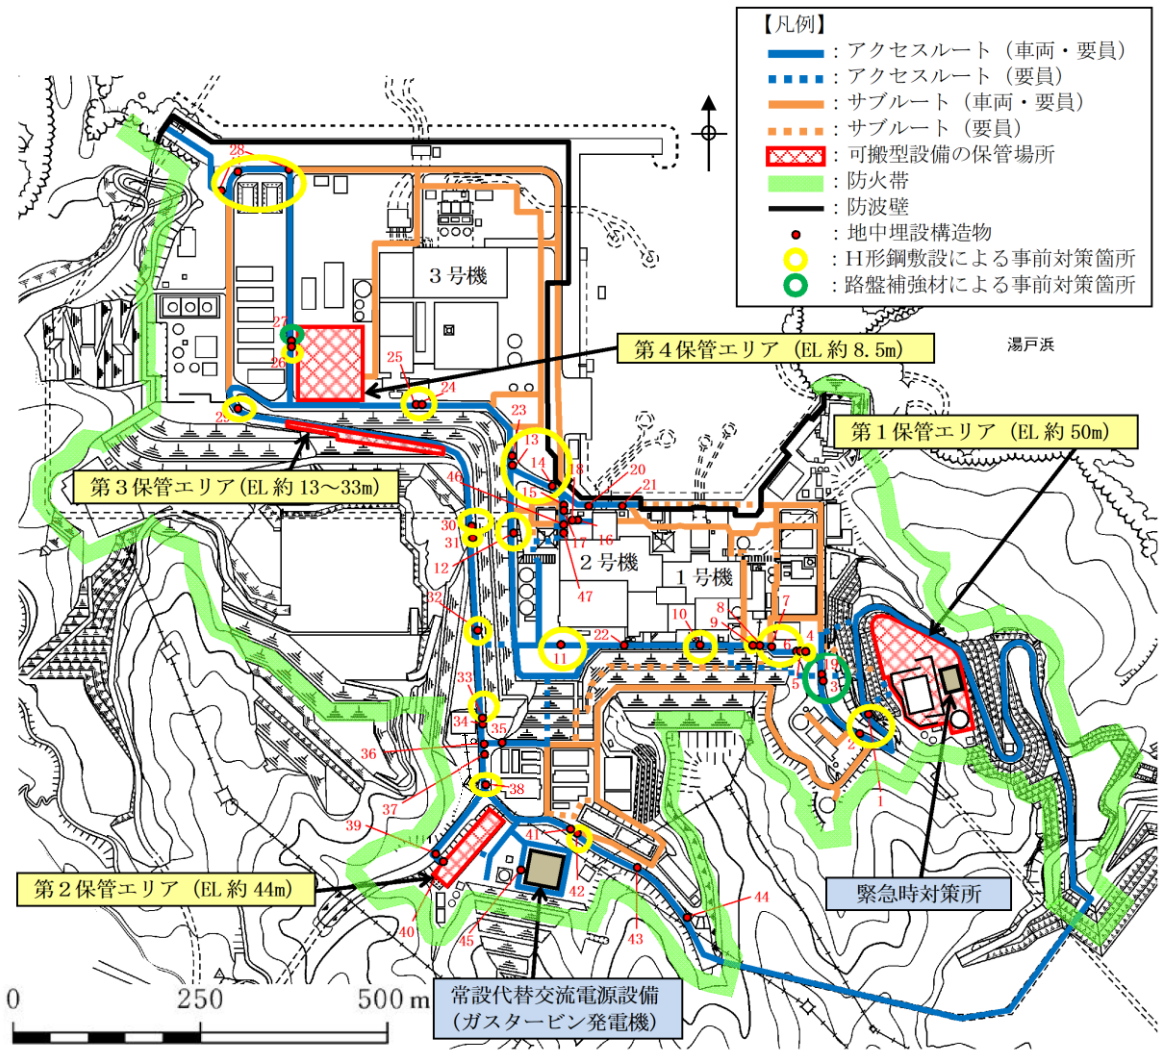 【凡例】
：アクセスルート（車両・要員）
：アクセスルート（要員）
：サブルート（車両・要員）
：サブルート（要員）
：可搬型設備の保管場所
：防火帯
：防波壁
：地中埋設構造物
：H形鋼敷設による事前対策箇所
：路盤補強材による事前対策箇所
28
3号機
27
26
第4保管エリア（EL 約 8.5m）
湯戸浜
25
24
29
23
13
14
第1保管エリア（EL 約 50m）
第3保管エリア(EL 約 13～33m)
46
18
20
15
21
30
31
16
12
17
2号機
1号機
47
32
8
7
10
9
4
22
6
11
5
19
3
33
34
35
2
36
1
37
38
39
41
42
第2保管エリア（EL 約 44m）
緊急時対策所
40
45
43
44
常設代替交流電源設備
（ガスタービン発電機）
0
250
500 m